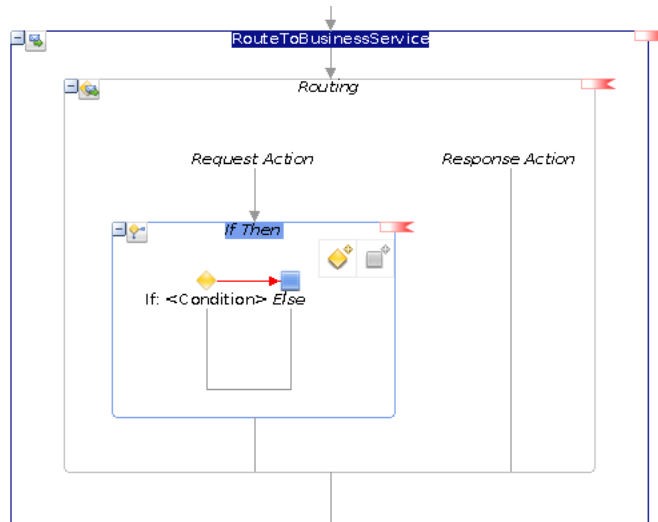 RouteToBusinessService
Routing
Request Action
Response Action
If Then
If: <Condition> Else